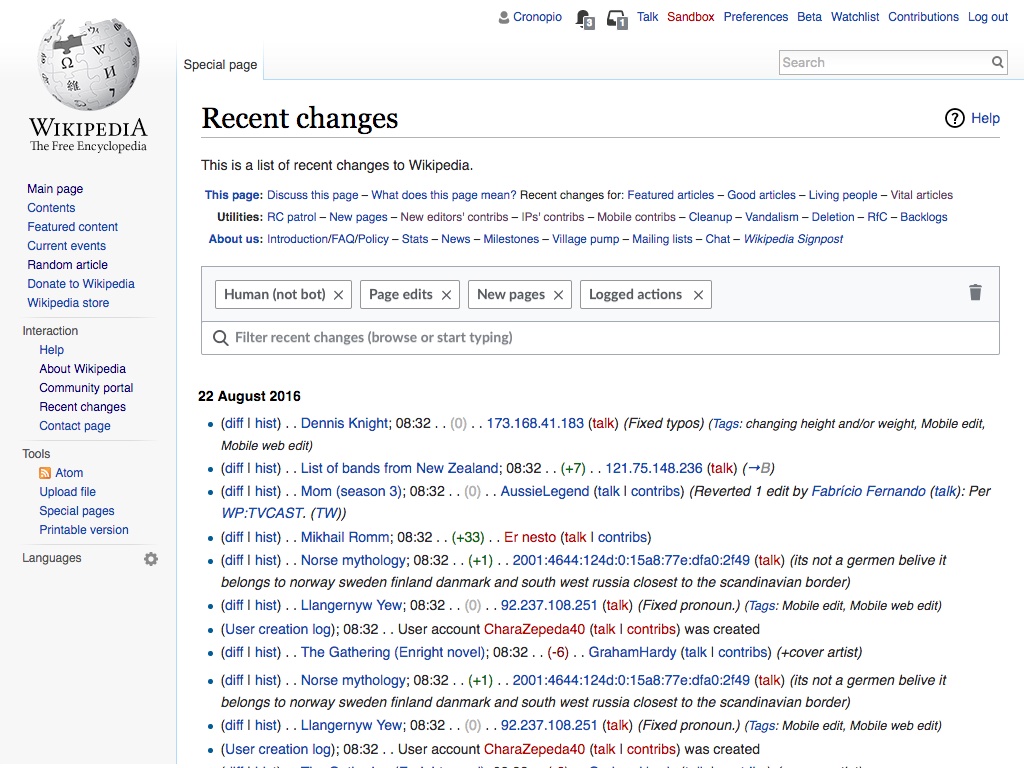 Cronopio 3 1 Talk Sandbox Preferences Beta Watchlist Contributions Log out
Special page
Search
Ω W И 維
WIKIPEDIA
The Free Encyclopedia
Main page
Contents
Featured content
Current events
Random article
Donate to Wikipedia
Wikipedia store
Interaction
Help
About Wikipedia
Community portal
Recent changes
Contact page
Tools
Atom
Upload file
Special pages
Printable version
Languages
Recent changes
? Help
This is a list of recent changes to Wikipedia.
This page: Discuss this page – What does this page mean? Recent changes for: Featured articles – Good articles – Living people – Vital articles
Utilities: RC patrol – New pages – New editors' contribs – IPs' contribs – Mobile contribs – Cleanup – Vandalism – Deletion – RfC – Backlogs
About us: Introduction/FAQ/Policy – Stats – News – Milestones – Village pump – Mailing lists – Chat – Wikipedia Signpost
Human (not bot) × Page edits × New pages × Logged actions ×
Filter recent changes (browse or start typing)
22 August 2016
• (diff | hist) . . Dennis Knight; 08:32 . . (0) . . 173.168.41.183 (talk) (Fixed typos) (Tags: changing height and/or weight, Mobile edit,
Mobile web edit)
• (diff | hist) . . List of bands from New Zealand; 08:32 . . (+7) . . 121.75.148.236 (talk) (→B)
• (diff | hist) . . Mom (season 3); 08:32 . . (0) . . AussieLegend (talk | contribs) (Reverted 1 edit by Fabrício Fernando (talk): Per
WP:TVCAST. (TW))
• (diff | hist) . . Mikhail Romm; 08:32 . . (+33) . . Er nesto (talk | contribs)
• (diff | hist) . . Norse mythology; 08:32 . . (+1) . . 2001:4644:124d:0:15a8:77e:dfa0:2f49 (talk) (its not a germen belive it
belongs to norway sweden finland danmark and south west russia closest to the scandinavian border)
• (diff | hist) . . Llangernyw Yew; 08:32 . . (0) . . 92.237.108.251 (talk) (Fixed pronoun.) (Tags: Mobile edit, Mobile web edit)
• (User creation log); 08:32 . . User account CharaZepeda40 (talk | contribs) was created
• (diff | hist) . . The Gathering (Enright novel); 08:32 . . (-6) . . GrahamHardy (talk | contribs) (+cover artist)
• (diff | hist) . . Norse mythology; 08:32 . . (+1) . . 2001:4644:124d:0:15a8:77e:dfa0:2f49 (talk) (its not a germen belive it
belongs to norway sweden finland danmark and south west russia closest to the scandinavian border)
• (diff | hist) . . Llangernyw Yew; 08:32 . . (0) . . 92.237.108.251 (talk) (Fixed pronoun.) (Tags: Mobile edit, Mobile web edit)
• (User creation log); 08:32 . . User account CharaZepeda40 (talk | contribs) was created